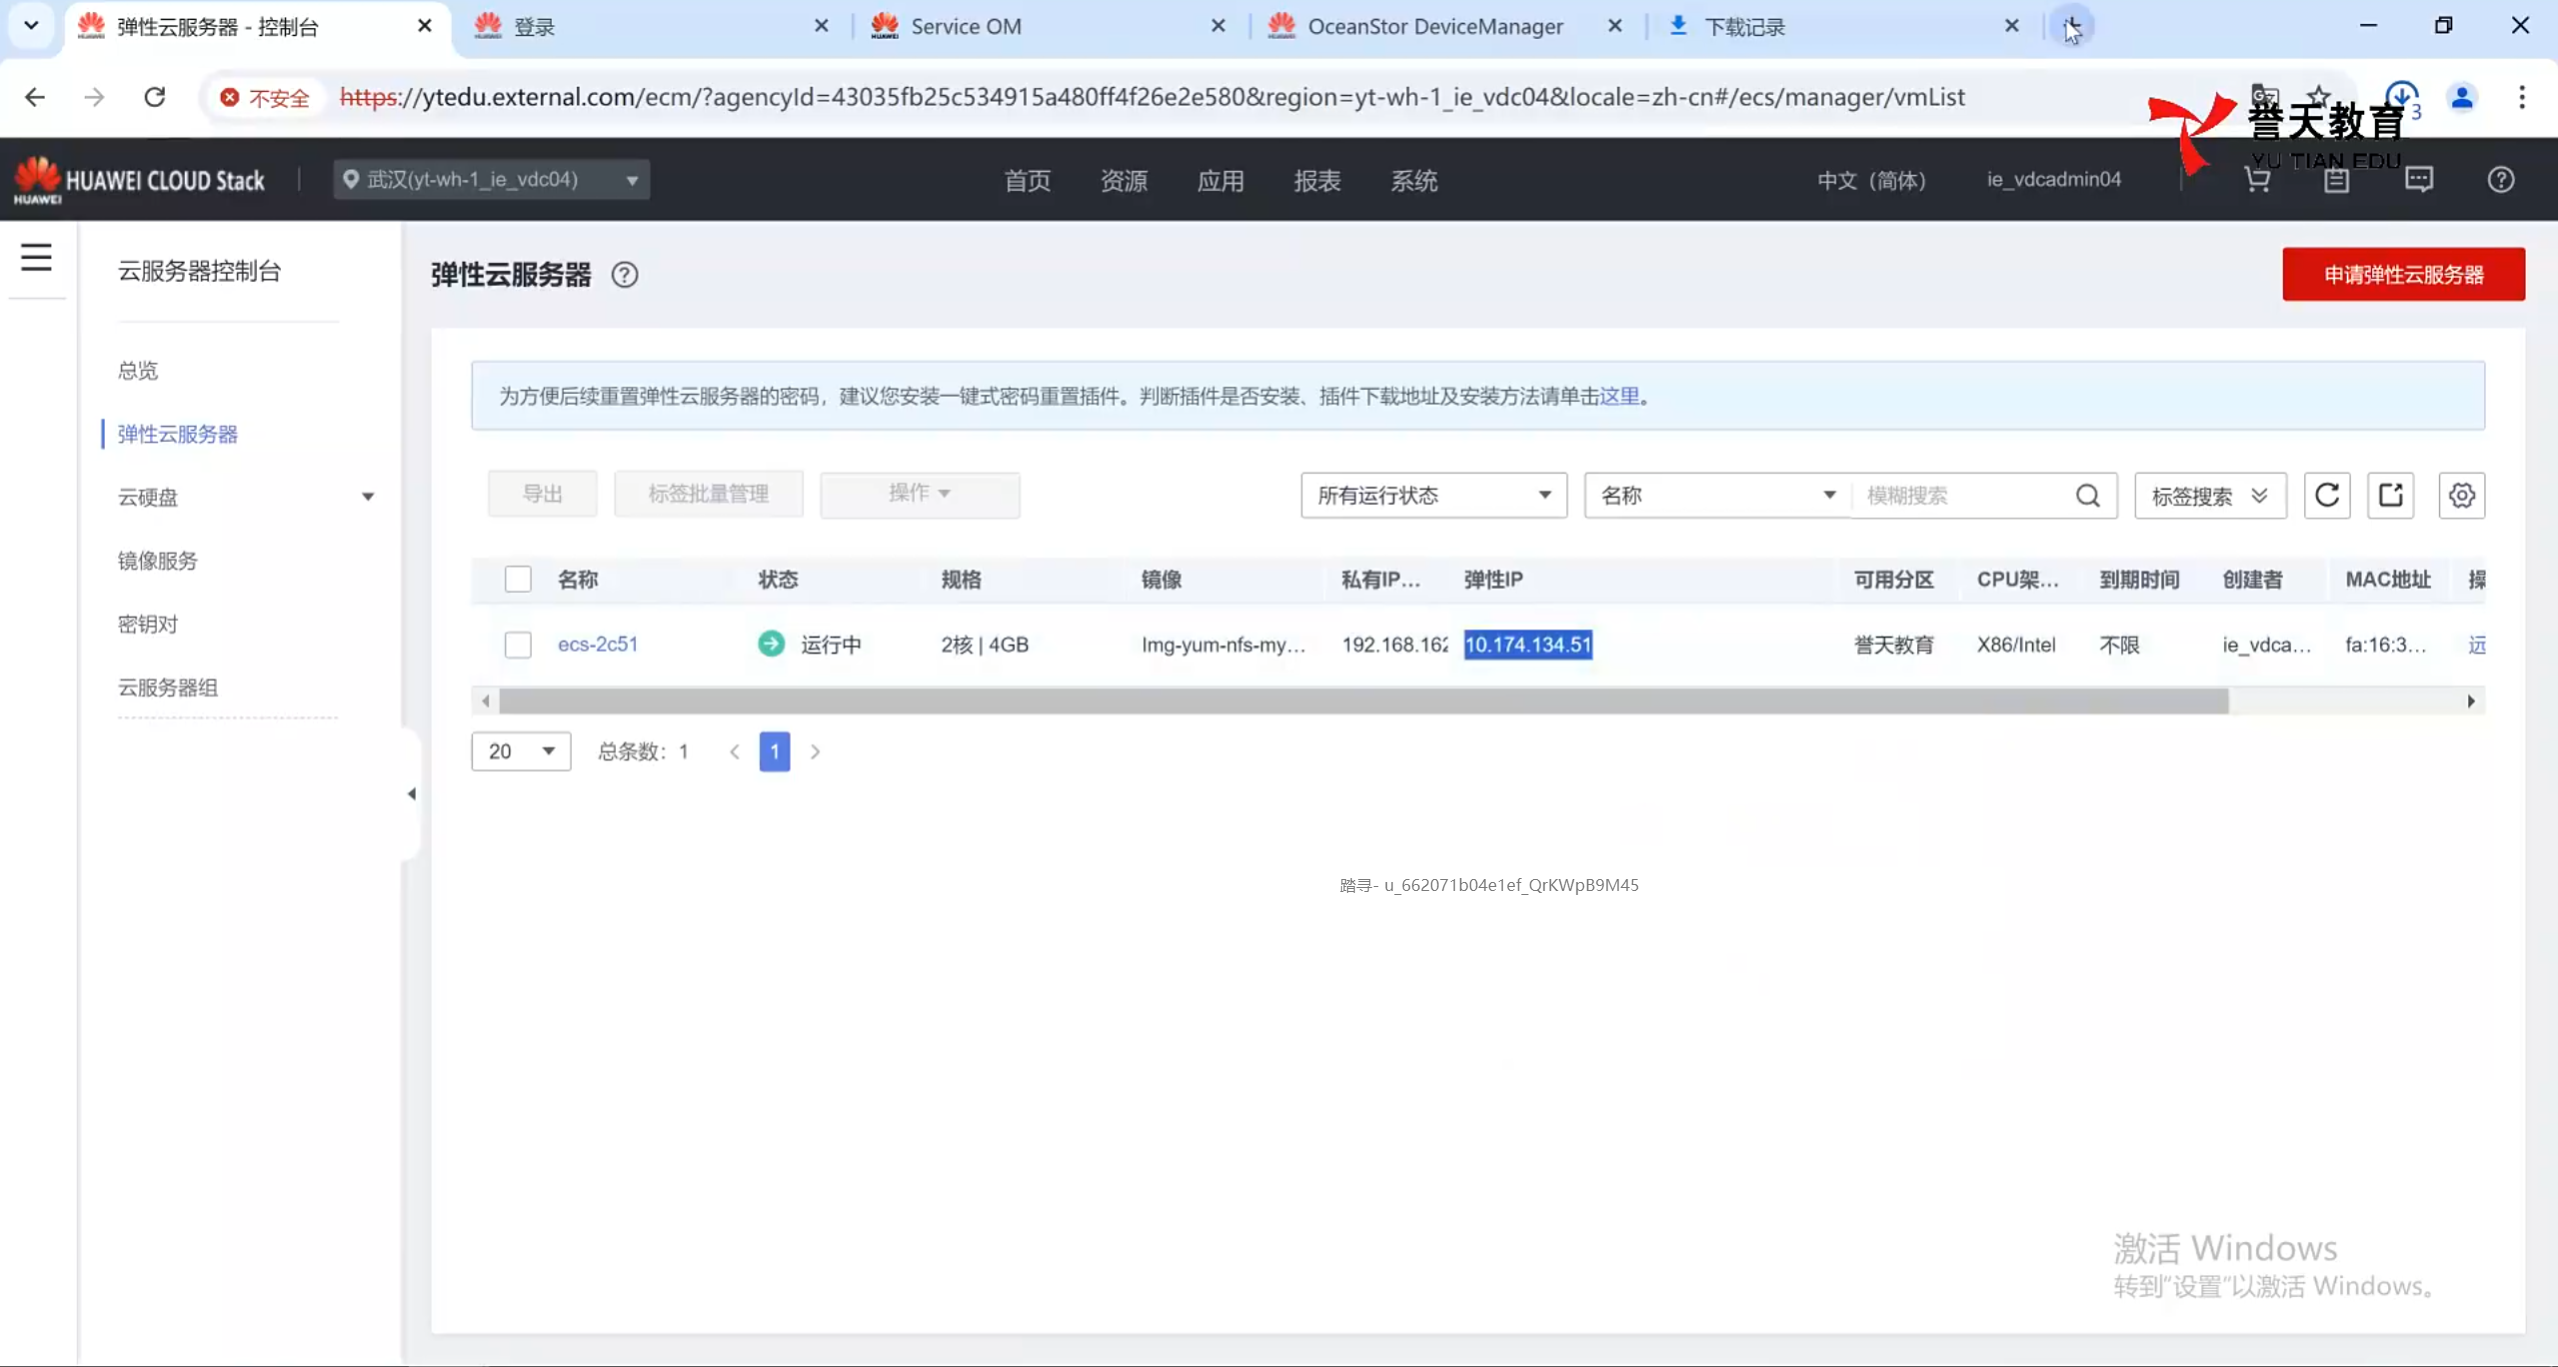 弹性云服务器 - 控制台
登录
Service OM
OceanStor DeviceManager
下载记录
不安全 https://ytedu.external.com/ecm/?agencyId=43035fb25c534915a480ff4f26e2e580&region=yt-wh-1_ie_vdc04&locale=zh-cn#/ecs/manager/vmList
3
誉天教育
YU TIAN EDU
HUAWEI
HUAWEI CLOUD Stack
武汉(yt-wh-1_ie_vdc04)
首页 资源 应用 报表 系统
中文（简体） ie_vdcadmin04
云服务器控制台
总览
弹性云服务器
云硬盘
镜像服务
密钥对
云服务器组
弹性云服务器
申请弹性云服务器
为方便后续重置弹性云服务器的密码，建议您安装一键式密码重置插件。判断插件是否安装、插件下载地址及安装方法请单击这里。
导出 标签批量管理 操作 所有运行状态 名称 模糊搜索 标签搜索
名称 状态 规格 镜像 私有IP... 弹性IP 可用分区 CPU架... 到期时间 创建者 MAC地址
ecs-2c51 运行中 2核 | 4GB Img-yum-nfs-my... 192.168.162 10.174.134.51 誉天教育 X86/Intel 不限 ie_vdca... fa:16:3... 远
20 总条数：1 1
踏寻- u_662071b04e1ef_QrKWpB9M45
激活 Windows
转到"设置"以激活 Windows。